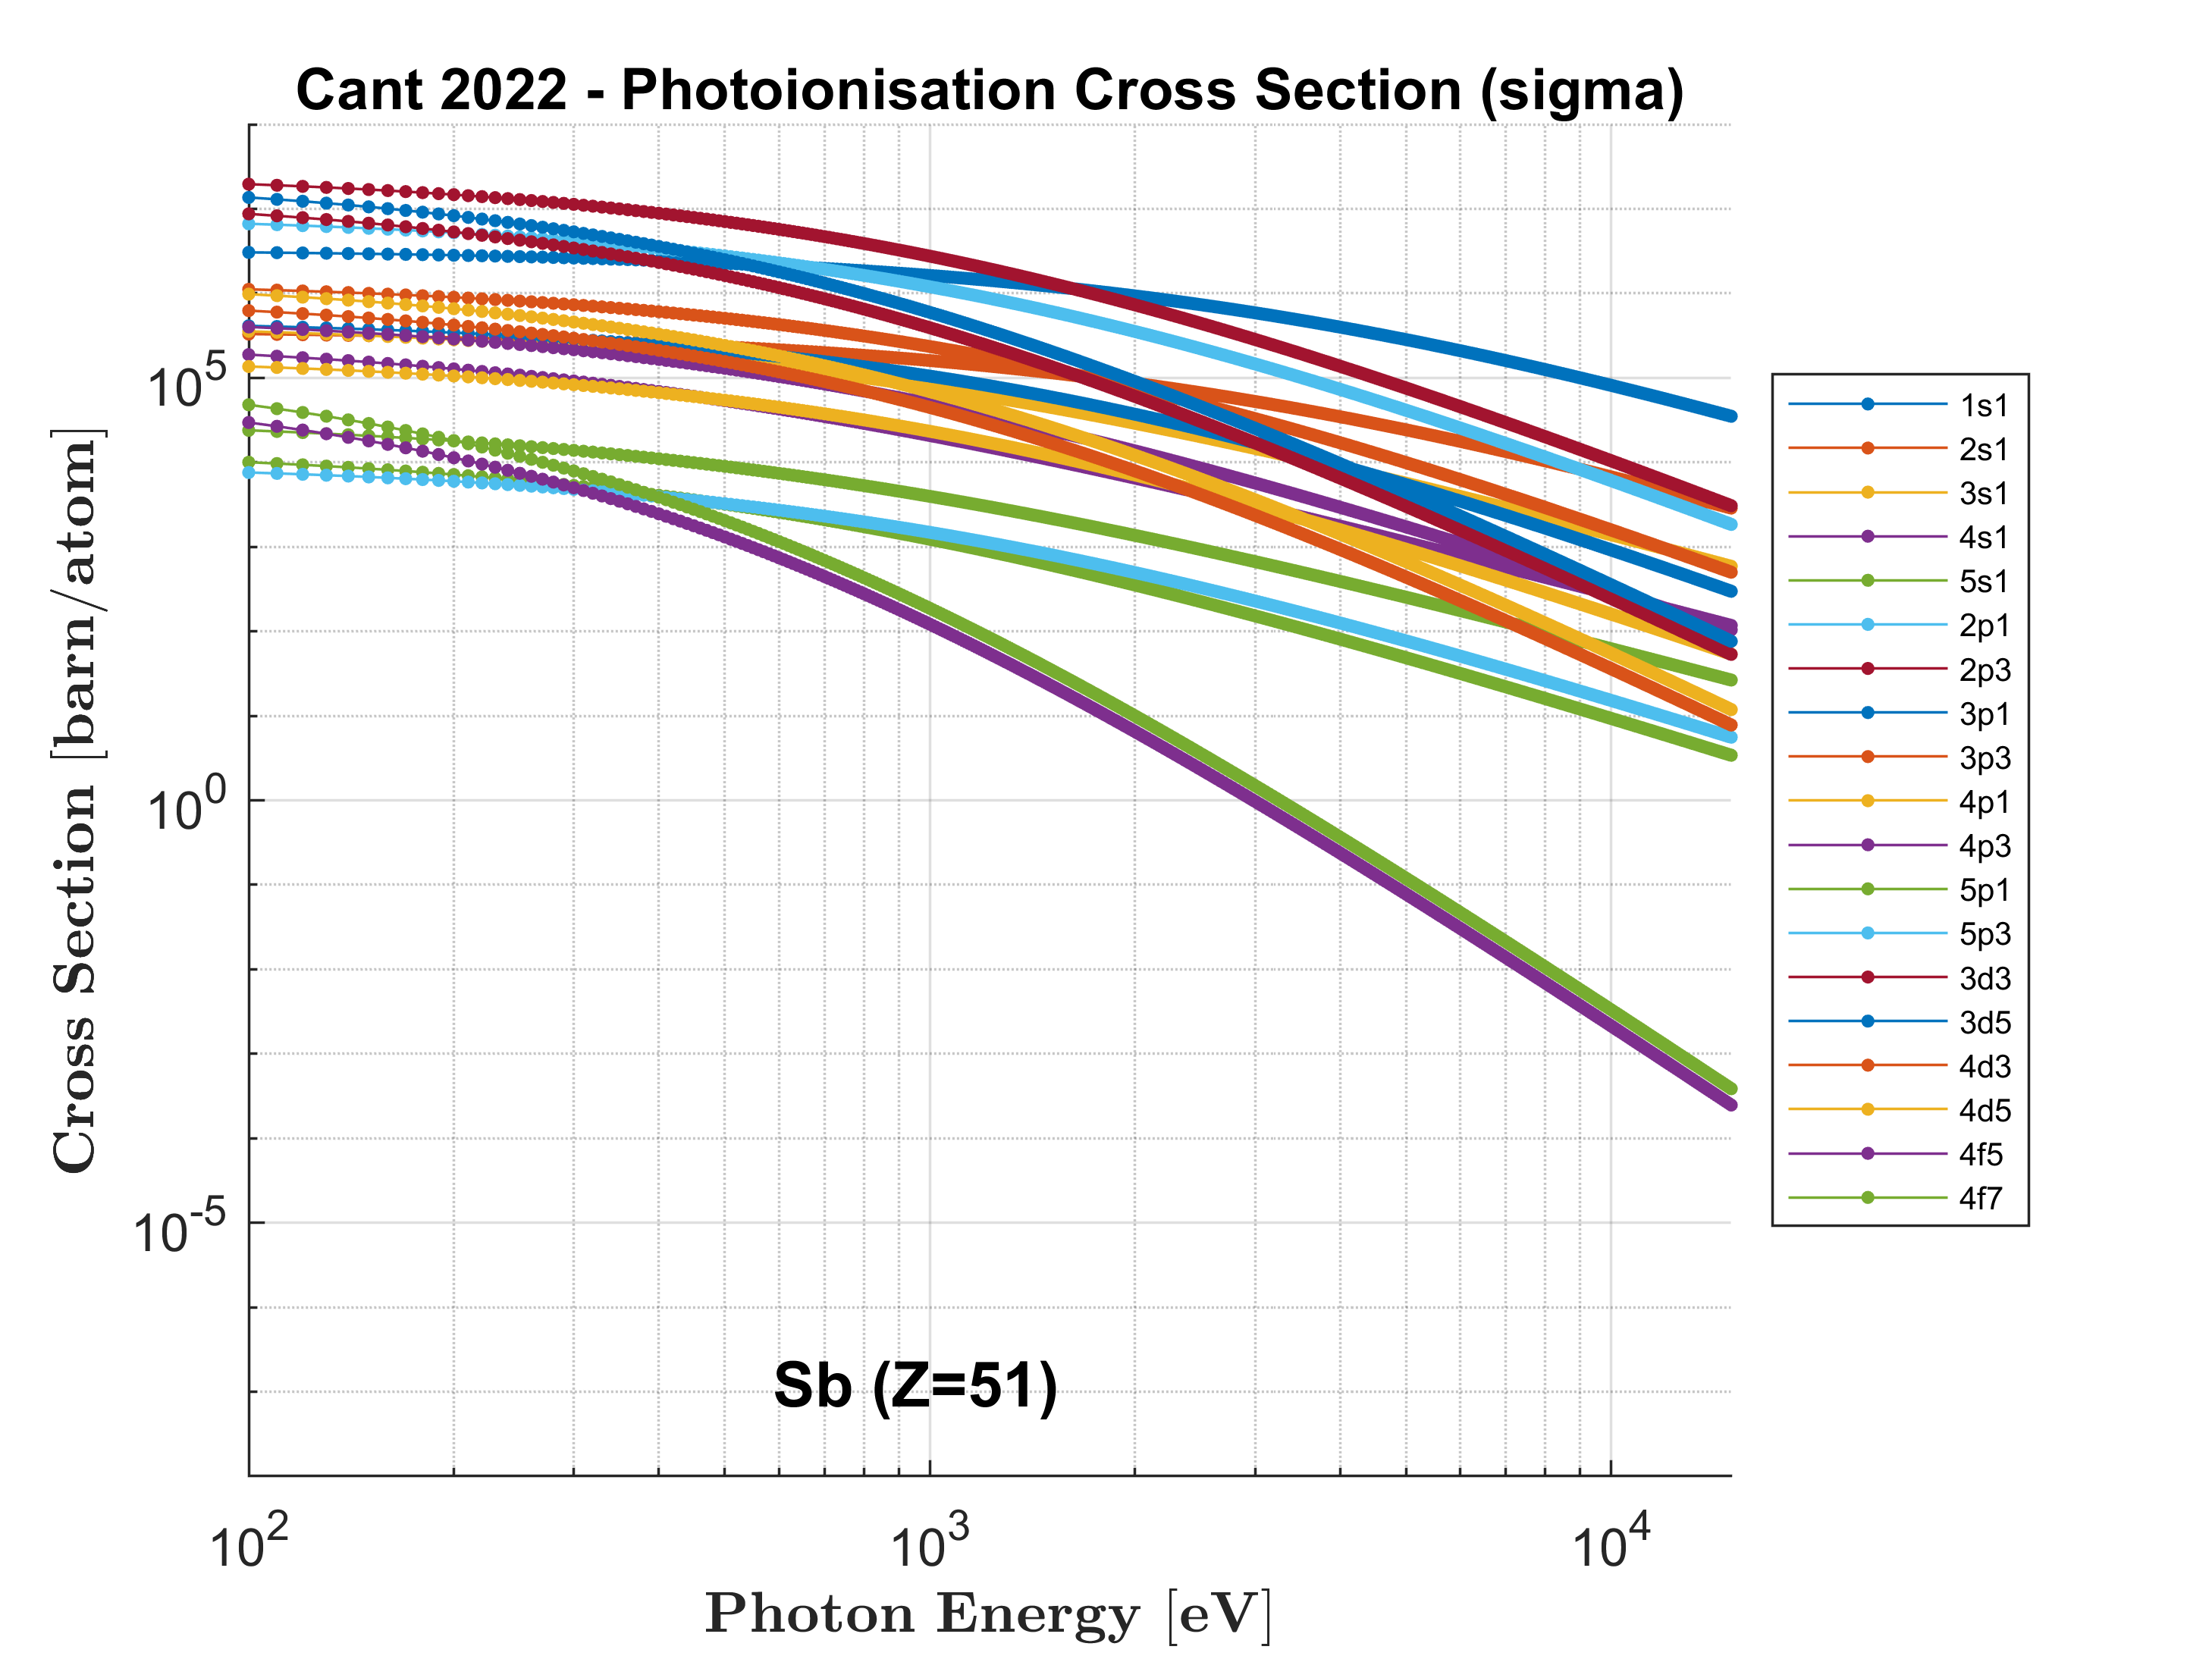 Cant 2022 - Photoionisation Cross Section (sigma)
Cross Section [barn/atom]
10^5
10^0
10^-5
1s1
2s1
3s1
4s1
5s1
2p1
2p3
3p1
3p3
4p1
4p3
5p1
5p3
3d3
3d5
4d3
4d5
4f5
4f7
Sb (Z=51)
10^2
10^3
10^4
Photon Energy [eV]